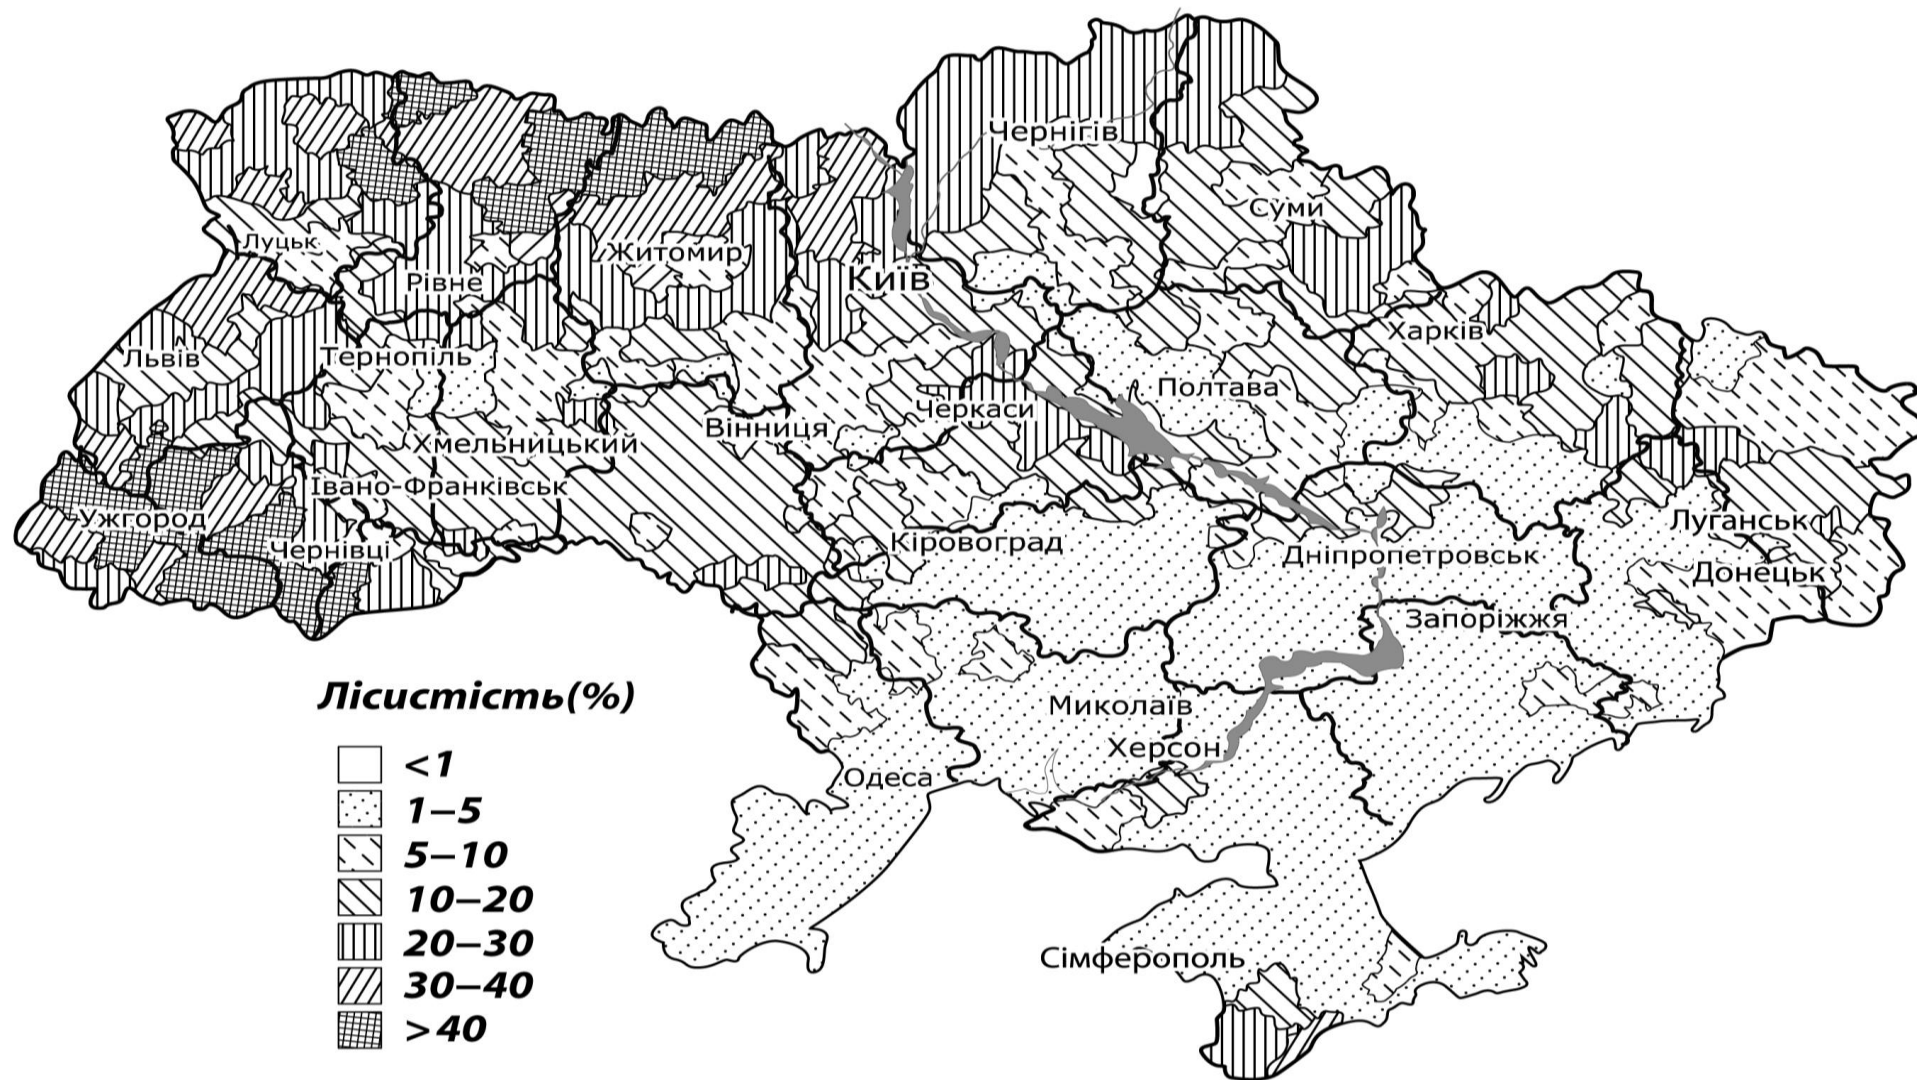 Чернігів
Суми
Луцьк
Житомир
Рівне
Київ
Харків
Львів
Тернопіль
Полтава
Черкаси
Вінниця
Хмельницький
Івано-Франківськ
Ужгород
Луганськ
Чернівці
Кіровоград
Дніпропетровськ
Донецьк
Запоріжжя
Миколаїв
Херсон
Одеса
Сімферополь
Лісистість(%)
<1
1–5
5–10
10–20
20–30
30–40
>40